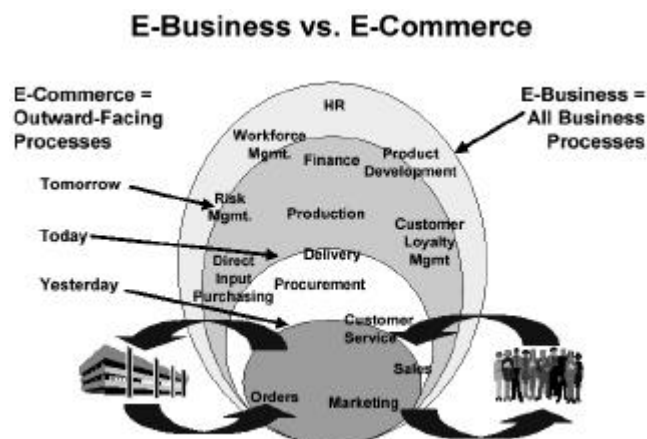 E-Business vs. E-Commerce
E-Commerce =
Outward-Facing
Processes
E-Business =
All Business
Processes
HR
Workforce
Mgmt.
Finance
Product
Development
Tomorrow
Risk
Mgmt.
Production
Customer
Loyalty
Mgmt
Today
Delivery
Direct
Input
Purchasing
Procurement
Yesterday
Customer
Service
Sales
Orders
Marketing